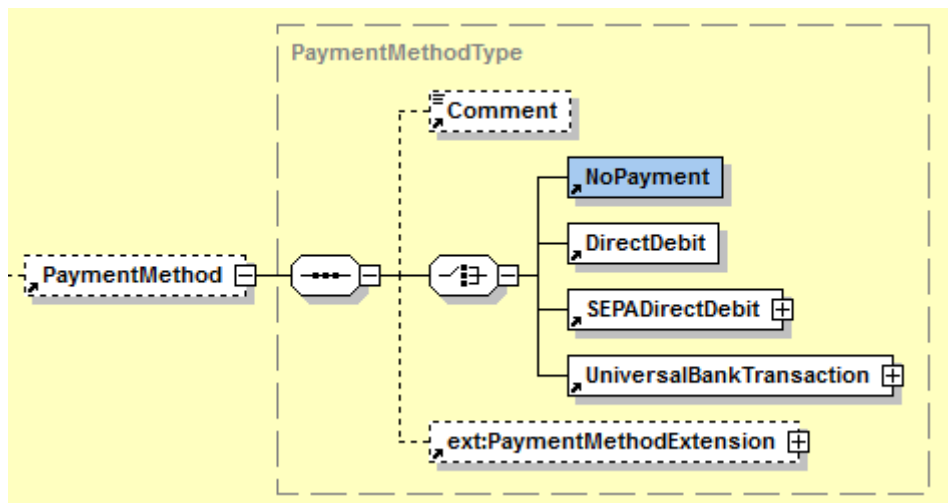 PaymentMethodType
Comment
NoPayment
DirectDebit
PaymentMethod
SEPADirectDebit
UniversalBankTransaction
ext:PaymentMethodExtension